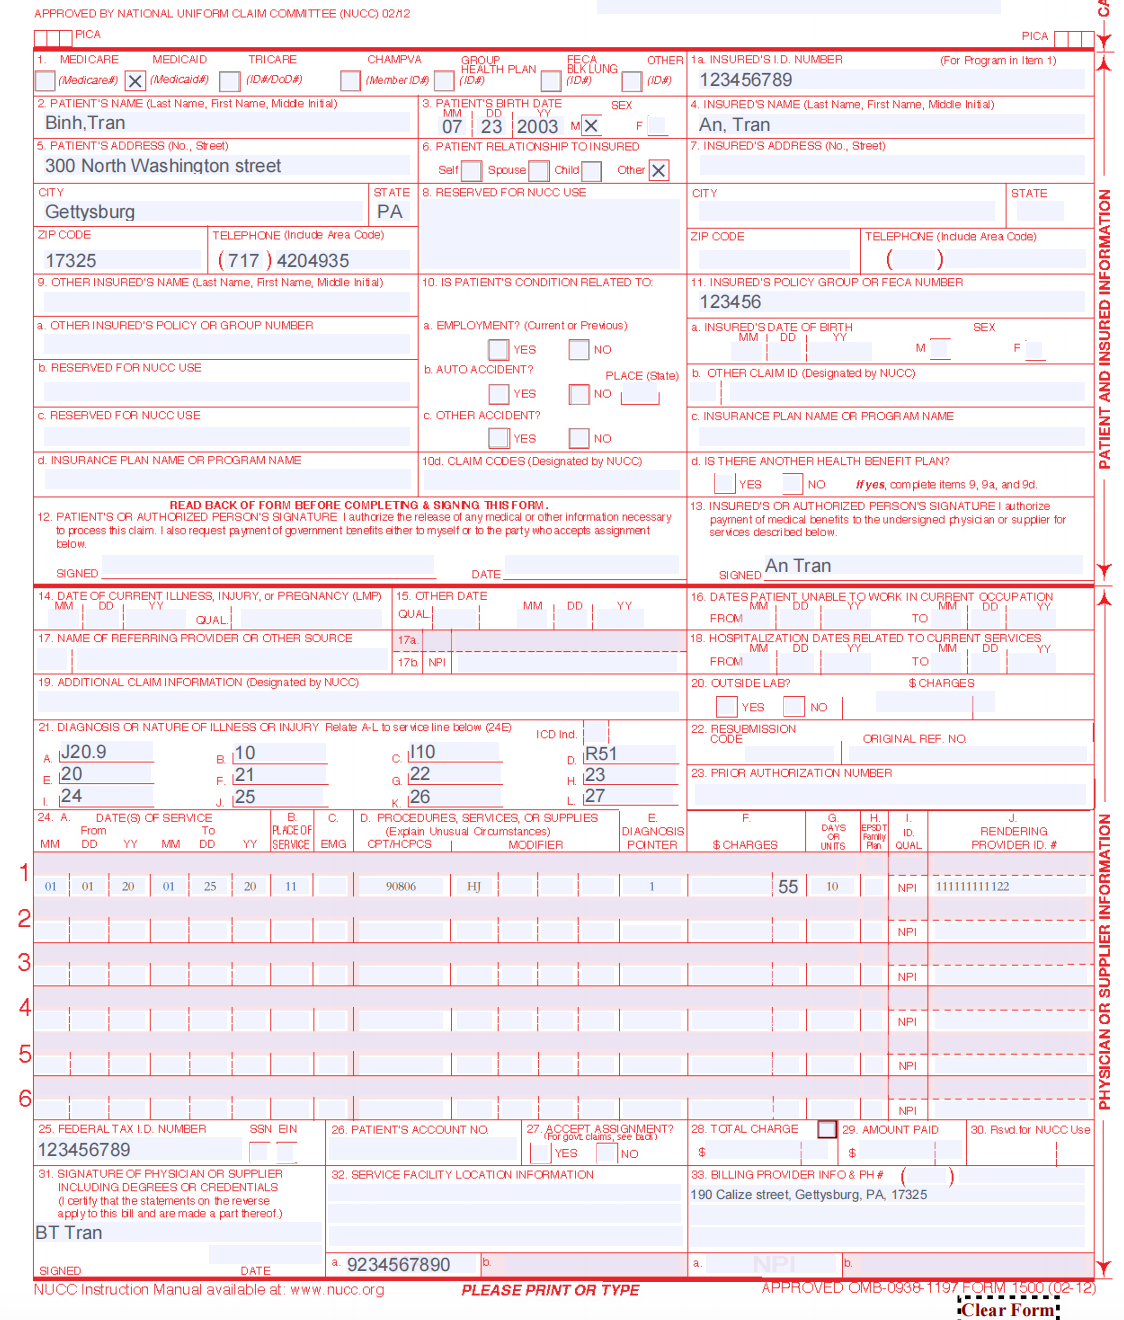 APPROVED BY NATIONAL UNIFORM CLAIM COMMITTEE (NUCC) 02/12
PICA PICA
1. MEDICARE MEDICAID TRICARE CHAMPVA GROUP HEALTH PLAN FECA BLK LUNG OTHER
(Medicare#) X (Medicaid#) (ID#/DoD#) (Member ID#) (ID#) (ID#) (ID#)
1a. INSURED'S I.D. NUMBER (For Program in Item 1)
123456789
2. PATIENT'S NAME (Last Name, First Name, Middle Initial)
Binh,Tran
3. PATIENT'S BIRTH DATE SEX
MM DD YY
07 23 2003 M X F
4. INSURED'S NAME (Last Name, First Name, Middle Initial)
An, Tran
5. PATIENT'S ADDRESS (No., Street)
300 North Washington street
6. PATIENT RELATIONSHIP TO INSURED
Self Spouse Child Other X
7. INSURED'S ADDRESS (No., Street)
CITY STATE
Gettysburg PA
8. RESERVED FOR NUCC USE
CITY STATE
ZIP CODE TELEPHONE (Include Area Code)
17325 (717) 4204935
ZIP CODE TELEPHONE (Include Area Code)
( )
9. OTHER INSURED'S NAME (Last Name, First Name, Middle Initial)
10. IS PATIENT'S CONDITION RELATED TO:
11. INSURED'S POLICY GROUP OR FECA NUMBER
123456
a. OTHER INSURED'S POLICY OR GROUP NUMBER
a. EMPLOYMENT? (Current or Previous)
YES NO
a. INSURED'S DATE OF BIRTH SEX
MM DD YY
M F
b. RESERVED FOR NUCC USE
b. AUTO ACCIDENT? PLACE (State)
YES NO
b. OTHER CLAIM ID (Designated by NUCC)
c. RESERVED FOR NUCC USE
c. OTHER ACCIDENT?
YES NO
c. INSURANCE PLAN NAME OR PROGRAM NAME
d. INSURANCE PLAN NAME OR PROGRAM NAME
10d. CLAIM CODES (Designated by NUCC)
d. IS THERE ANOTHER HEALTH BENEFIT PLAN?
YES NO If yes, complete items 9, 9a, and 9d.
READ BACK OF FORM BEFORE COMPLETING & SIGNING THIS FORM.
12. PATIENT'S OR AUTHORIZED PERSON'S SIGNATURE I authorize the release of any medical or other information necessary
to process this claim. I also request payment of government benefits either to myself or to the party who accepts assignment
below.
SIGNED DATE
13. INSURED'S OR AUTHORIZED PERSON'S SIGNATURE I authorize
payment of medical benefits to the undersigned physician or supplier for
services described below.
SIGNED An Tran
PATIENT AND INSURED INFORMATION
14. DATE OF CURRENT ILLNESS, INJURY, or PREGNANCY (LMP)
MM DD YY
QUAL.
15. OTHER DATE
QUAL. MM DD YY
16. DATES PATIENT UNABLE TO WORK IN CURRENT OCCUPATION
MM DD YY MM DD YY
FROM TO
17. NAME OF REFERRING PROVIDER OR OTHER SOURCE
17a.
17b. NPI
18. HOSPITALIZATION DATES RELATED TO CURRENT SERVICES
MM DD YY MM DD YY
FROM TO
19. ADDITIONAL CLAIM INFORMATION (Designated by NUCC)
20. OUTSIDE LAB? $ CHARGES
YES NO
21. DIAGNOSIS OR NATURE OF ILLNESS OR INJURY Relate A-L to service line below (24E)
ICD Ind.
A. J20.9 B. 10 C. I10 D. R51
E. 20 F. 21 G. 22 H. 23
I. 24 J. 25 K. 26 L. 27
22. RESUBMISSION
CODE ORIGINAL REF. NO.
23. PRIOR AUTHORIZATION NUMBER
24. A. DATE(S) OF SERVICE B. C. D. PROCEDURES, SERVICES, OR SUPPLIES E. F. G. H. I. J.
From To PLACE OF (Explain Unusual Circumstances) DIAGNOSIS DAYS OR UNITS EPSDT Family Plan ID. RENDERING
MM DD YY MM DD YY SERVICE EMG CPT/HCPCS MODIFIER POINTER $ CHARGES QUAL PROVIDER ID. #
1
01 01 20 01 25 20 11 90806 HJ 1 55 10 NPI 111111111122
2
NPI
3
NPI
4
NPI
5
NPI
6
NPI
PHYSICIAN OR SUPPLIER INFORMATION
25. FEDERAL TAX I.D. NUMBER SSN EIN
123456789
26. PATIENT'S ACCOUNT NO.
27. ACCEPT ASSIGNMENT?
(For govt. claims, see back)
YES NO
28. TOTAL CHARGE
$
29. AMOUNT PAID
$
30. Rsvd.for NUCC Use
31. SIGNATURE OF PHYSICIAN OR SUPPLIER
INCLUDING DEGREES OR CREDENTIALS
(I certify that the statements on the reverse
apply to this bill and are made a part thereof.)
BT Tran
SIGNED DATE
32. SERVICE FACILITY LOCATION INFORMATION
a. 9234567890 b.
33. BILLING PROVIDER INFO & PH # ( )
190 Calize street, Gettysburg, PA, 17325
a. NPI b.
NUCC Instruction Manual available at: www.nucc.org PLEASE PRINT OR TYPE APPROVED OMB-0938-1197 FORM 1500 (02-12)
Clear Form